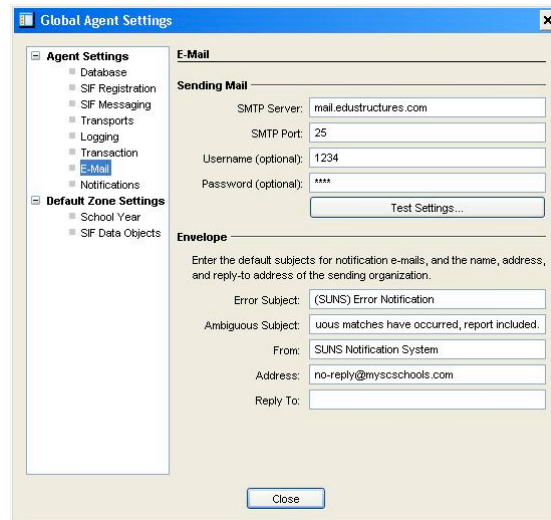 Global Agent Settings
Agent Settings
Database
SIF Registration
SIF Messaging
Transports
Logging
Transaction
E-Mail
Notifications
Default Zone Settings
School Year
SIF Data Objects
E-Mail
Sending Mail
SMTP Server: mail.edustructures.com
SMTP Port: 25
Username (optional): 1234
Password (optional): ****
Test Settings...
Envelope
Enter the default subjects for notification e-mails, and the name, address,
and reply-to address of the sending organization.
Error Subject: (SUNS) Error Notification
Ambiguous Subject: uous matches have occurred, report included.
From: SUNS Notification System
Address: no-reply@myscschools.com
Reply To:
Close